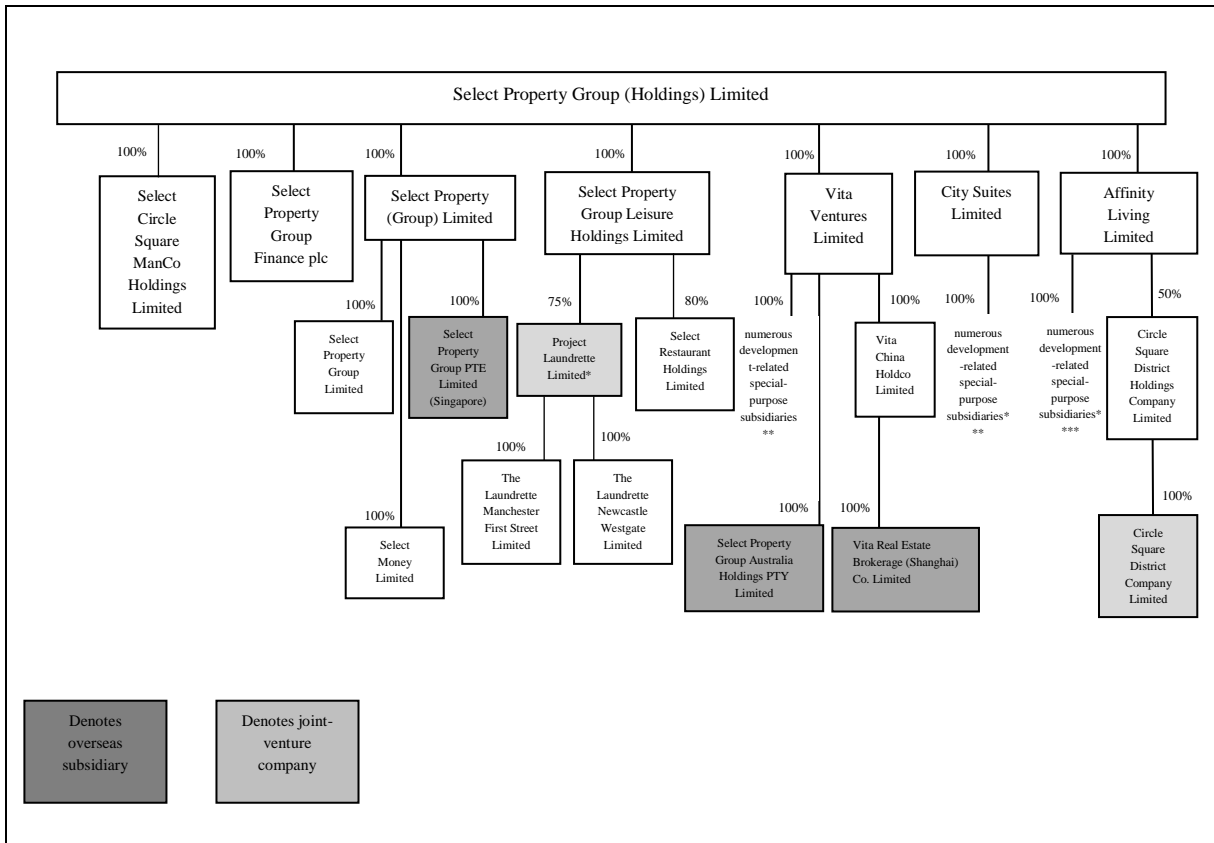 Select Property Group (Holdings) Limited
100%
100%
100%
100%
100%
100%
100%
Select
Circle
Square
ManCo
Holdings
Limited
Select
Property
Group
Finance plc
Select Property
(Group) Limited
Select Property
Group Leisure
Holdings Limited
Vita
Ventures
Limited
City Suites
Limited
Affinity
Living
Limited
100%
100%
75%
80%
100%
100%
100%
100%
50%
Select
Property
Group
Limited
Select
Property
Group PTE
Limited
(Singapore)
Project
Laundrette
Limited*
Select
Restaurant
Holdings
Limited
numerous
developmen
t-related
special-
purpose
subsidiaries
**
Vita
China
Holdco
Limited
numerous
development
-related
special-
purpose
subsidiaries*
**
numerous
development
-related
special-
purpose
subsidiaries*
***
Circle
Square
District
Holdings
Company
Limited
100%
100%
100%
100%
100%
100%
Select
Money
Limited
The
Laundrette
Manchester
First Street
Limited
The
Laundrette
Newcastle
Westgate
Limited
Select Property
Group Australia
Holdings PTY
Limited
Vita Real Estate
Brokerage (Shanghai)
Co. Limited
Circle
Square
District
Company
Limited
Denotes
overseas
subsidiary
Denotes joint-
venture
company